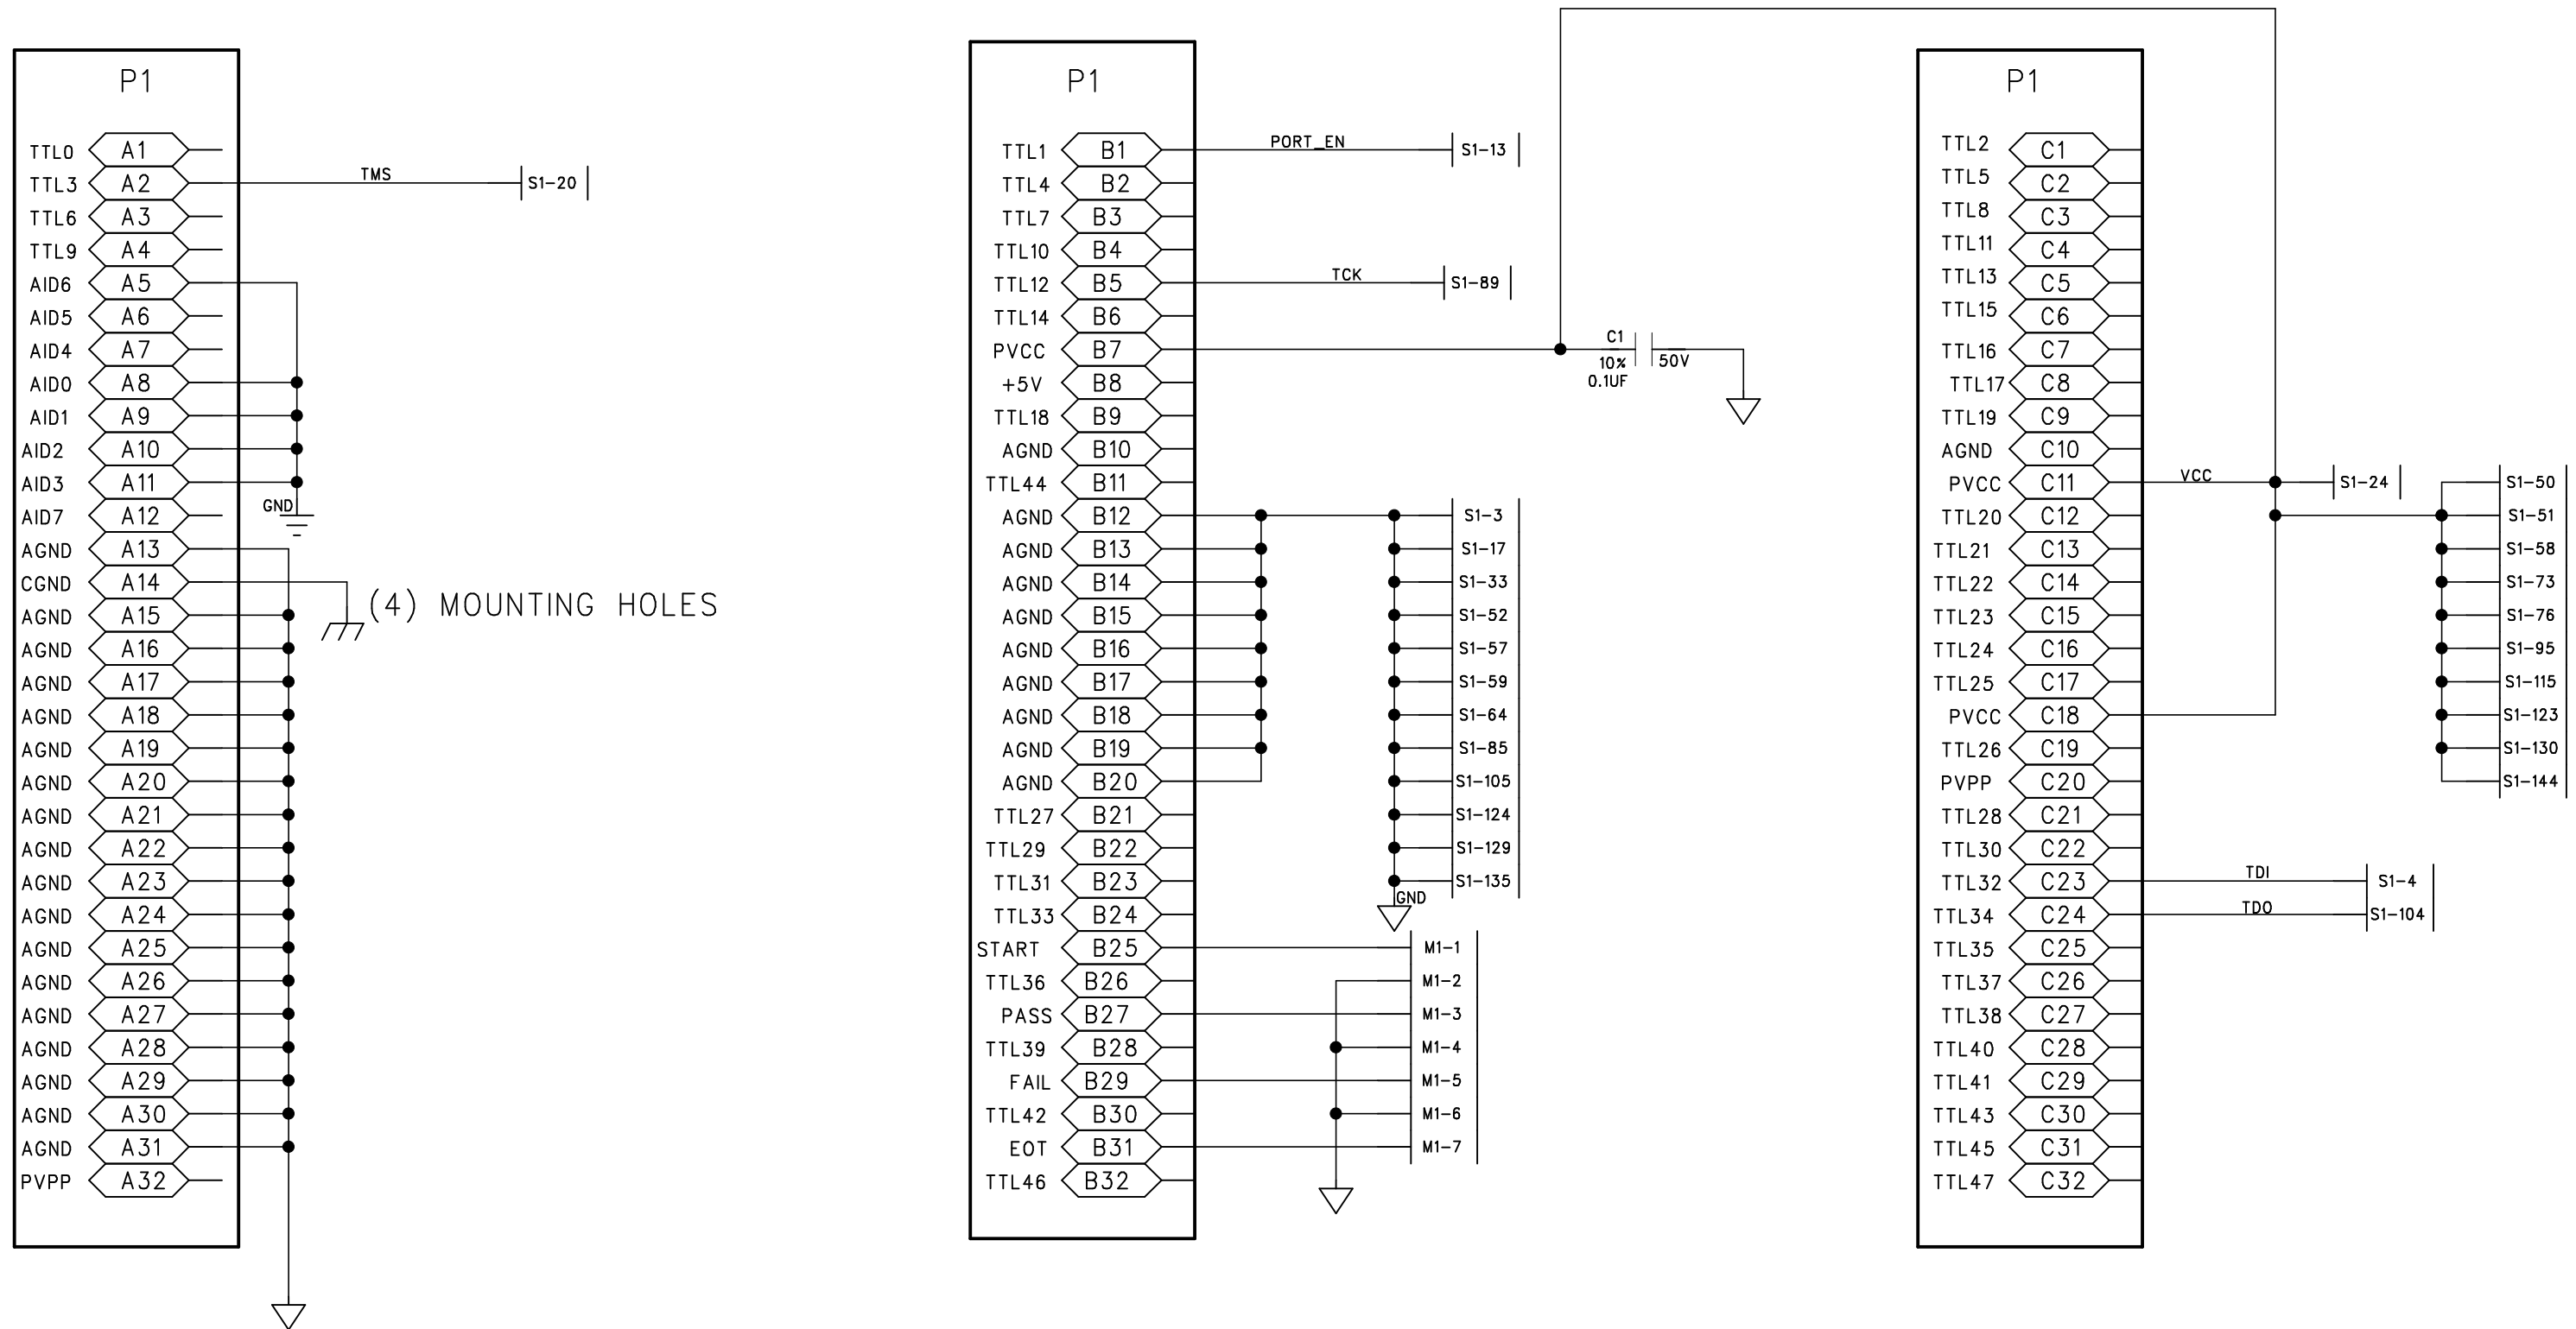 P1
TTL0 A1
TTL3 A2 TMS S1-20
TTL6 A3
TTL9 A4
AID6 A5
AID5 A6
AID4 A7
AID0 A8
AID1 A9
AID2 A10
AID3 A11
GND
AID7 A12
AGND A13
CGND A14
(4) MOUNTING HOLES
AGND A15
AGND A16
AGND A17
AGND A18
AGND A19
AGND A20
AGND A21
AGND A22
AGND A23
AGND A24
AGND A25
AGND A26
AGND A27
AGND A28
AGND A29
AGND A30
AGND A31
PVPP A32
P1
TTL1 B1 PORT_EN S1-13
TTL4 B2
TTL7 B3
TTL10 B4
TTL12 B5 TCK S1-89
TTL14 B6
PVCC B7
C1
10% 50V
0.1UF
+5V B8
TTL18 B9
AGND B10
TTL44 B11
AGND B12 S1-3
AGND B13 S1-17
AGND B14 S1-33
AGND B15 S1-52
AGND B16 S1-57
AGND B17 S1-59
AGND B18 S1-64
AGND B19 S1-85
AGND B20 S1-105
TTL27 B21 S1-124
TTL29 B22 S1-129
TTL31 B23 S1-135
GND
TTL33 B24
START B25 M1-1
TTL36 B26 M1-2
PASS B27 M1-3
TTL39 B28 M1-4
FAIL B29 M1-5
TTL42 B30 M1-6
EOT B31 M1-7
TTL46 B32
P1
TTL2 C1
TTL5 C2
TTL8 C3
TTL11 C4
TTL13 C5
TTL15 C6
TTL16 C7
TTL17 C8
TTL19 C9
AGND C10
PVCC C11 VCC S1-24 S1-50
TTL20 C12 S1-51
TTL21 C13 S1-58
TTL22 C14 S1-73
TTL23 C15 S1-76
TTL24 C16 S1-95
TTL25 C17 S1-115
PVCC C18 S1-123
TTL26 C19 S1-130
PVPP C20 S1-144
TTL28 C21
TTL30 C22
TTL32 C23 TDI S1-4
TTL34 C24 TDO S1-104
TTL35 C25
TTL37 C26
TTL38 C27
TTL40 C28
TTL41 C29
TTL43 C30
TTL45 C31
TTL47 C32